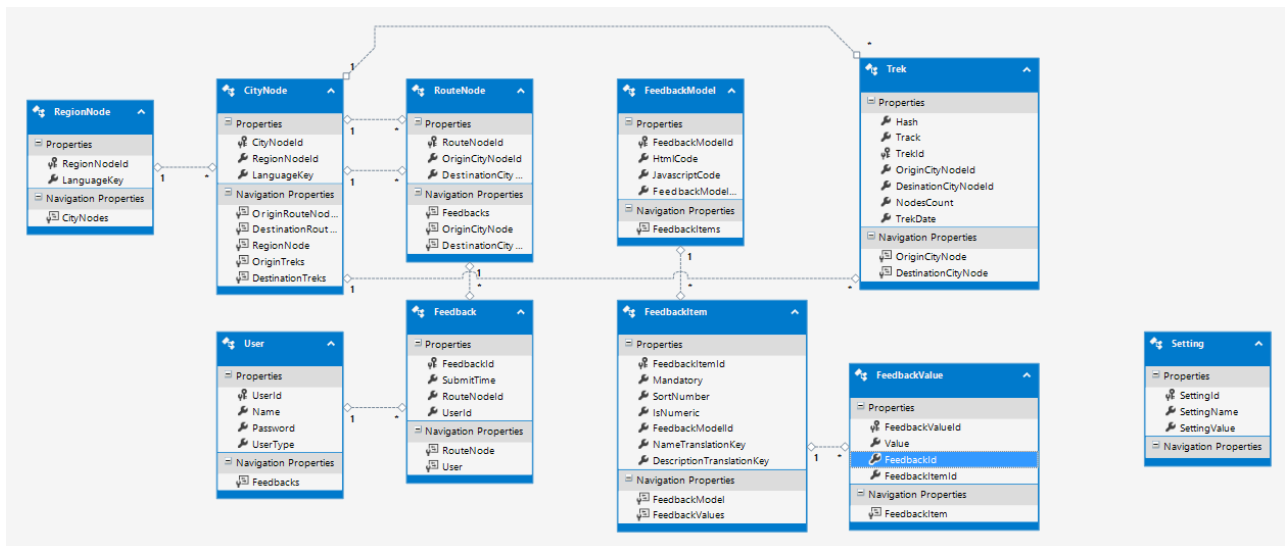 RegionNode
Properties
RegionNodeId
LanguageKey
Navigation Properties
CityNodes
1
*
CityNode
Properties
CityNodeId
RegionNodeId
LanguageKey
Navigation Properties
OriginRouteNod...
DestinationRout ...
RegionNode
OriginTreks
DestinationTreks
1
*
1
*
1
*
1
*
RouteNode
Properties
RouteNodeId
OriginCityNodeId
DestinationCity ...
Navigation Properties
Feedbacks
OriginCityNode
DestinationCity ...
1
*
FeedbackModel
Properties
FeedbackModelId
HtmlCode
JavascriptCode
FeedbackModel...
Navigation Properties
FeedbackItems
1
*
Trek
Properties
Hash
Track
TrekId
OriginCityNodeId
DesinationCityNodeId
NodesCount
TrekDate
Navigation Properties
OriginCityNode
DestinationCityNode
User
Properties
UserId
Name
Password
UserType
Navigation Properties
Feedbacks
1
*
Feedback
Properties
FeedbackId
SubmitTime
RouteNodeId
UserId
Navigation Properties
RouteNode
User
FeedbackItem
Properties
FeedbackItemId
Mandatory
SortNumber
IsNumeric
FeedbackModelId
NameTranslationKey
DescriptionTranslationKey
Navigation Properties
FeedbackModel
FeedbackValues
1
*
FeedbackValue
Properties
FeedbackValueId
Value
FeedbackId
FeedbackItemId
Navigation Properties
FeedbackItem
Setting
Properties
SettingId
SettingName
SettingValue
Navigation Properties